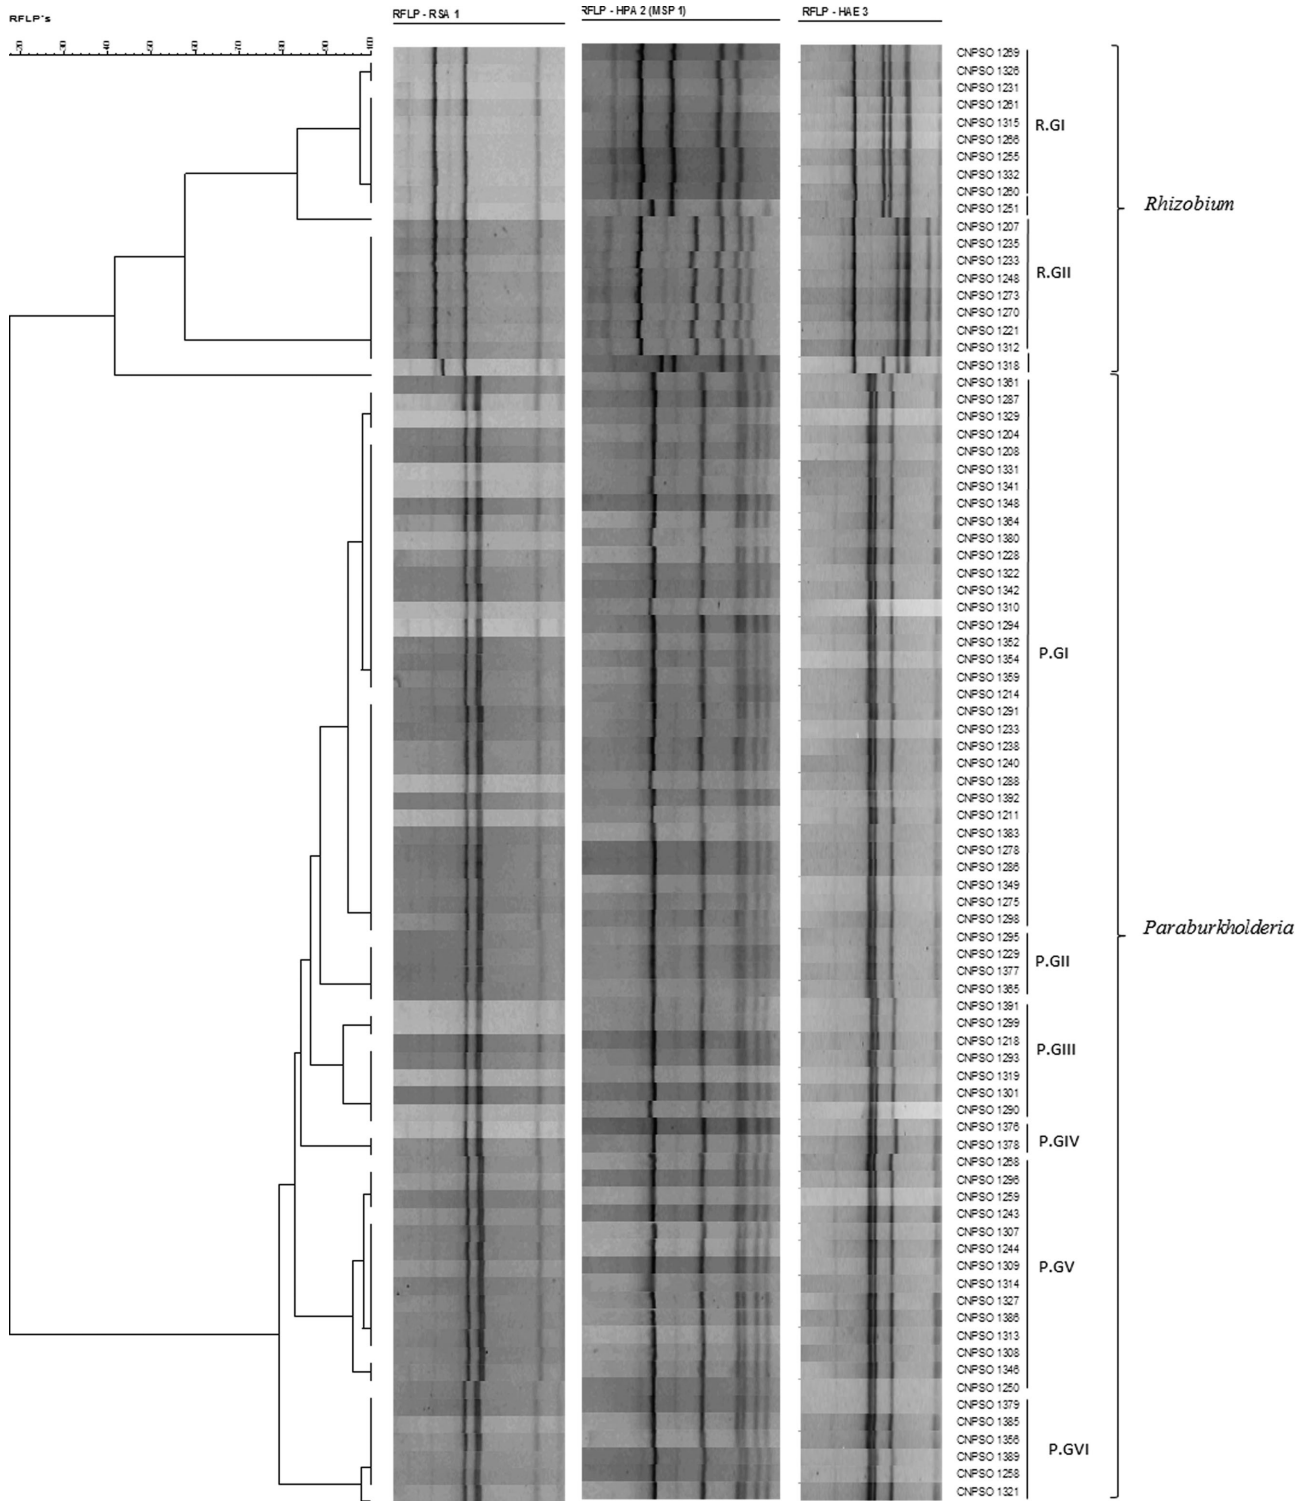 RFLP's
RFLP - RSA 1
RFLP - HPA 2 (MSP 1)
RFLP - HAE 3
-100
CNPSO 1269
CNPSO 1326
CNPSO 1231
CNPSO 1261
CNPSO 1315
CNPSO 1266
CNPSO 1255
CNPSO 1332
CNPSO 1260
CNPSO 1251
CNPSO 1207
CNPSO 1235
CNPSO 1233
CNPSO 1248
CNPSO 1273
CNPSO 1270
CNPSO 1221
CNPSO 1312
CNPSO 1318
CNPSO 1361
CNPSO 1287
CNPSO 1329
CNPSO 1204
CNPSO 1208
CNPSO 1331
CNPSO 1341
CNPSO 1348
CNPSO 1364
CNPSO 1380
CNPSO 1228
CNPSO 1322
CNPSO 1342
CNPSO 1310
CNPSO 1294
CNPSO 1352
CNPSO 1354
CNPSO 1359
CNPSO 1214
CNPSO 1291
CNPSO 1233
CNPSO 1238
CNPSO 1240
CNPSO 1288
CNPSO 1392
CNPSO 1211
CNPSO 1383
CNPSO 1278
CNPSO 1286
CNPSO 1349
CNPSO 1275
CNPSO 1298
CNPSO 1295
CNPSO 1229
CNPSO 1377
CNPSO 1365
CNPSO 1391
CNPSO 1299
CNPSO 1218
CNPSO 1293
CNPSO 1319
CNPSO 1301
CNPSO 1290
CNPSO 1376
CNPSO 1378
CNPSO 1268
CNPSO 1296
CNPSO 1259
CNPSO 1243
CNPSO 1307
CNPSO 1244
CNPSO 1309
CNPSO 1314
CNPSO 1327
CNPSO 1386
CNPSO 1313
CNPSO 1308
CNPSO 1346
CNPSO 1250
CNPSO 1379
CNPSO 1385
CNPSO 1356
CNPSO 1389
CNPSO 1258
CNPSO 1321
R.GI
R.GII
P.GI
P.GII
P.GIII
P.GIV
P.GV
P.GVI
Rhizobium
Paraburkholderia